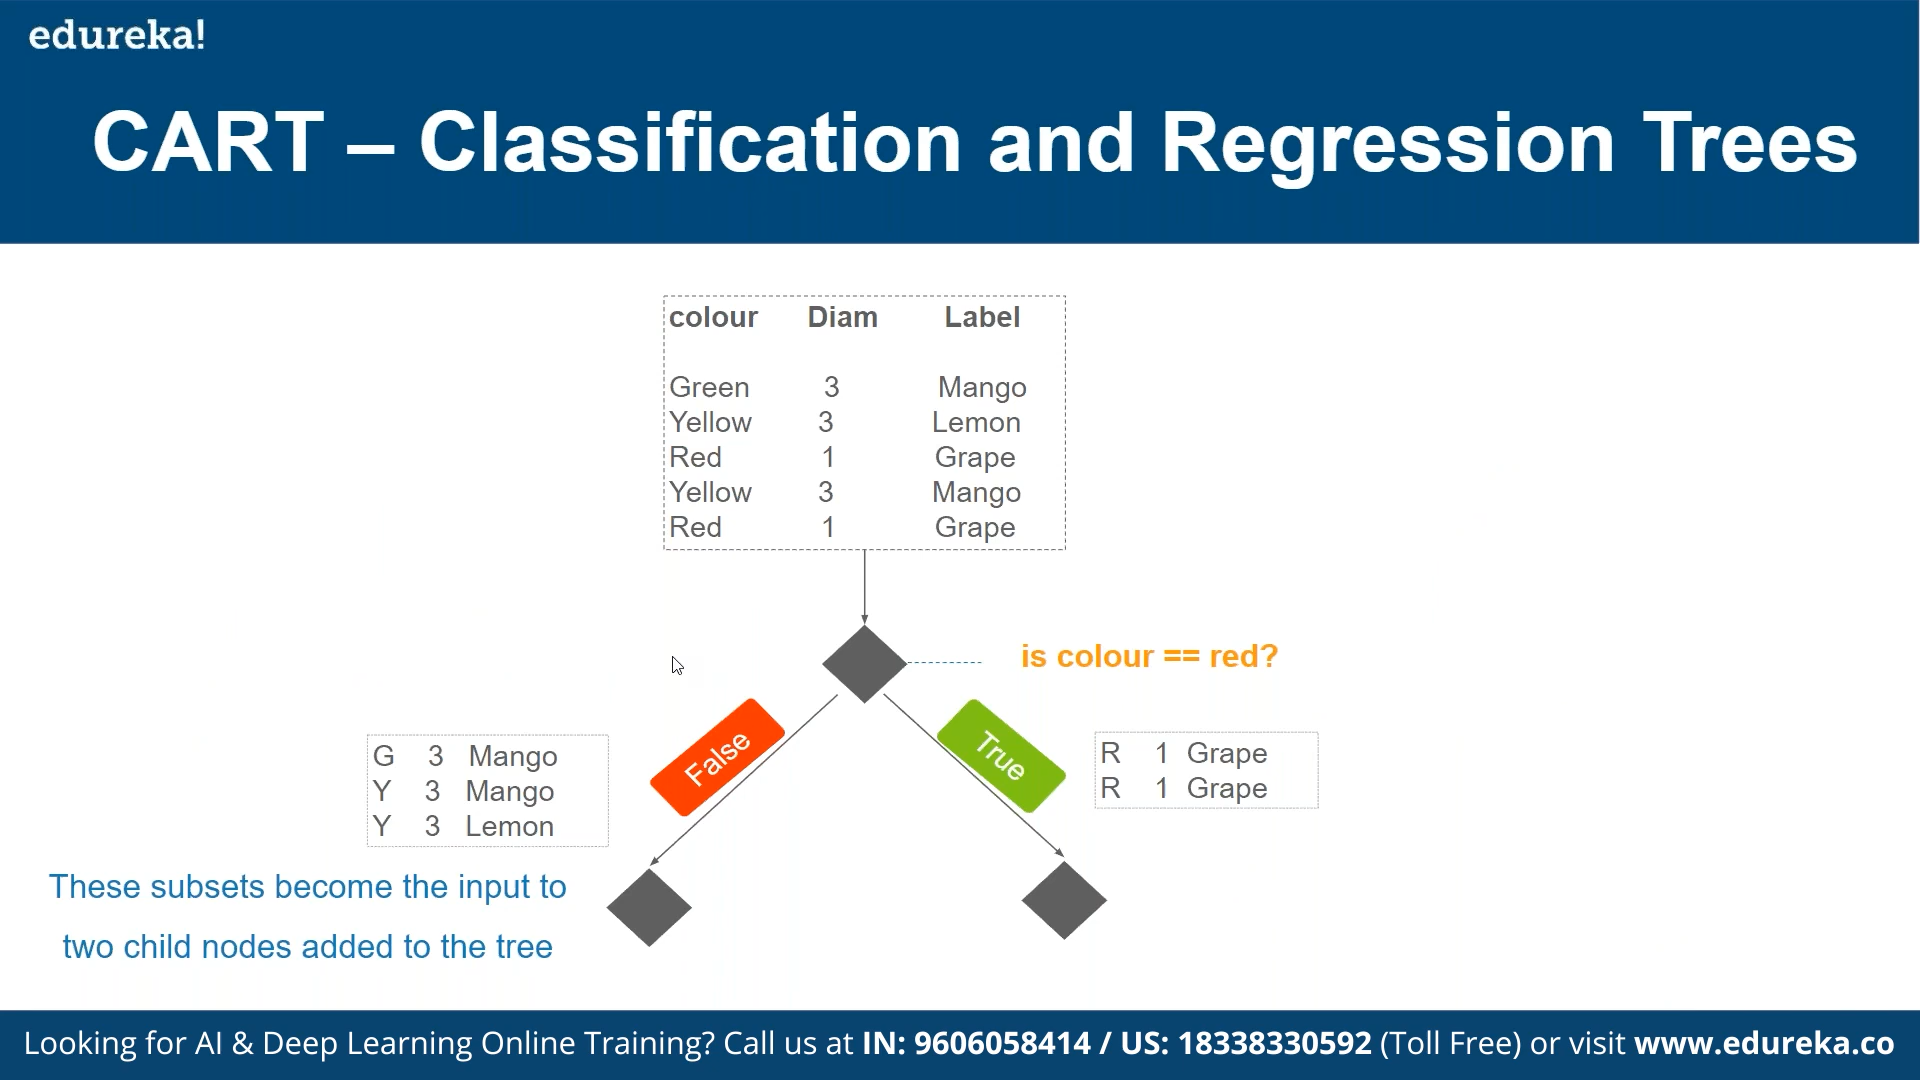 edureka!
CART – Classification and Regression Trees
colour Diam Label
Green 3 Mango
Yellow 3 Lemon
Red 1 Grape
Yellow 3 Mango
Red 1 Grape
is colour == red?
False
True
G 3 Mango
Y 3 Mango
Y 3 Lemon
R 1 Grape
R 1 Grape
These subsets become the input to
two child nodes added to the tree
Looking for AI & Deep Learning Online Training? Call us at IN: 9606058414 / US: 18338330592 (Toll Free) or visit www.edureka.co